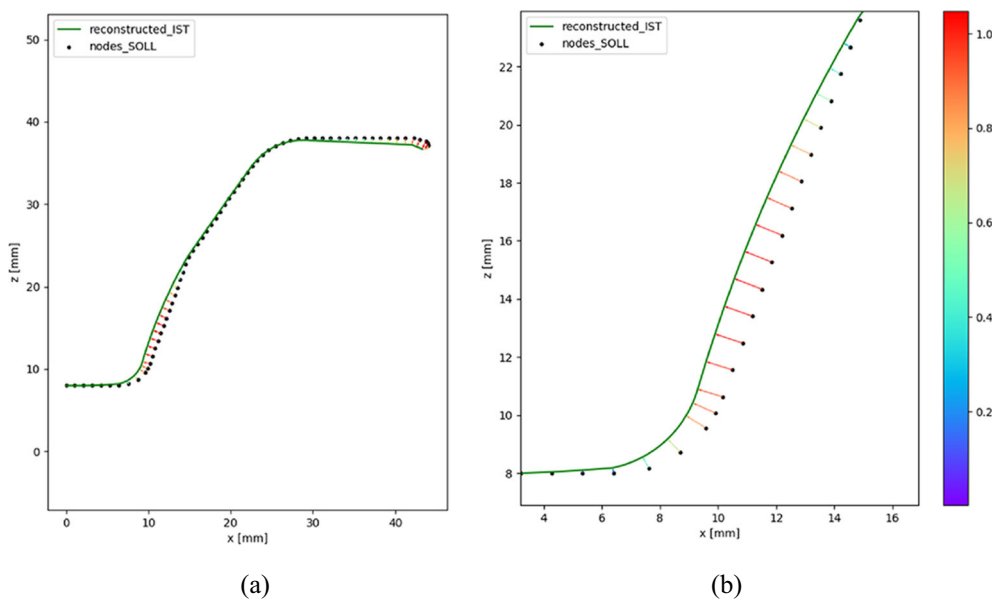 reconstructed_IST
nodes_SOLL
50
40
30
20
10
0
z [mm]
0 10 20 30 40
x [mm]
(a)
reconstructed_IST
nodes_SOLL
22
20
18
16
14
12
10
8
z [mm]
4 6 8 10 12 14 16
x [mm]
1.0
0.8
0.6
0.4
0.2
(b)